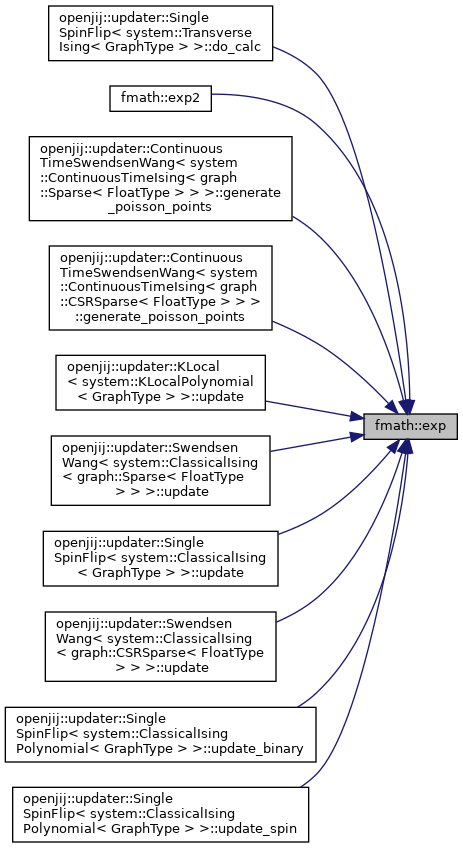 openjij::updater::Single
SpinFlip< system::Transverse
Ising< GraphType > >::do_calc
fmath::exp2
openjij::updater::Continuous
TimeSwendsenWang< system
::ContinuousTimeIsing< graph
::Sparse< FloatType > > >::generate
_poisson_points
openjij::updater::Continuous
TimeSwendsenWang< system
::ContinuousTimeIsing< graph
::CSRSparse< FloatType > > >
::generate_poisson_points
openjij::updater::KLocal
< system::KLocalPolynomial
< GraphType > >::update
fmath::exp
openjij::updater::Swendsen
Wang< system::ClassicalIsing
< graph::Sparse< FloatType
> > >::update
openjij::updater::Single
SpinFlip< system::ClassicalIsing
< GraphType > >::update
openjij::updater::Swendsen
Wang< system::ClassicalIsing
< graph::CSRSparse< FloatType
> > >::update
openjij::updater::Single
SpinFlip< system::ClassicalIsing
Polynomial< GraphType > >::update_binary
openjij::updater::Single
SpinFlip< system::ClassicalIsing
Polynomial< GraphType > >::update_spin